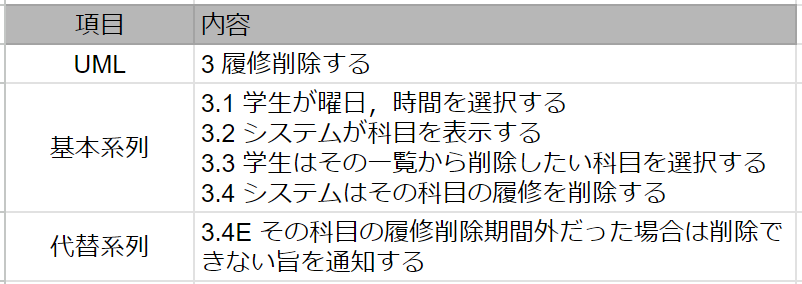 項目 内容
UML 3 履修削除する
3.1 学生が曜日，時間を選択する
3.2 システムが科目を表示する
基本系列
3.3 学生はその一覧から削除したい科目を選択する
3.4 システムはその科目の履修を削除する
代替系列
3.4E その科目の履修削除期間外だった場合は削除で
きない旨を通知する